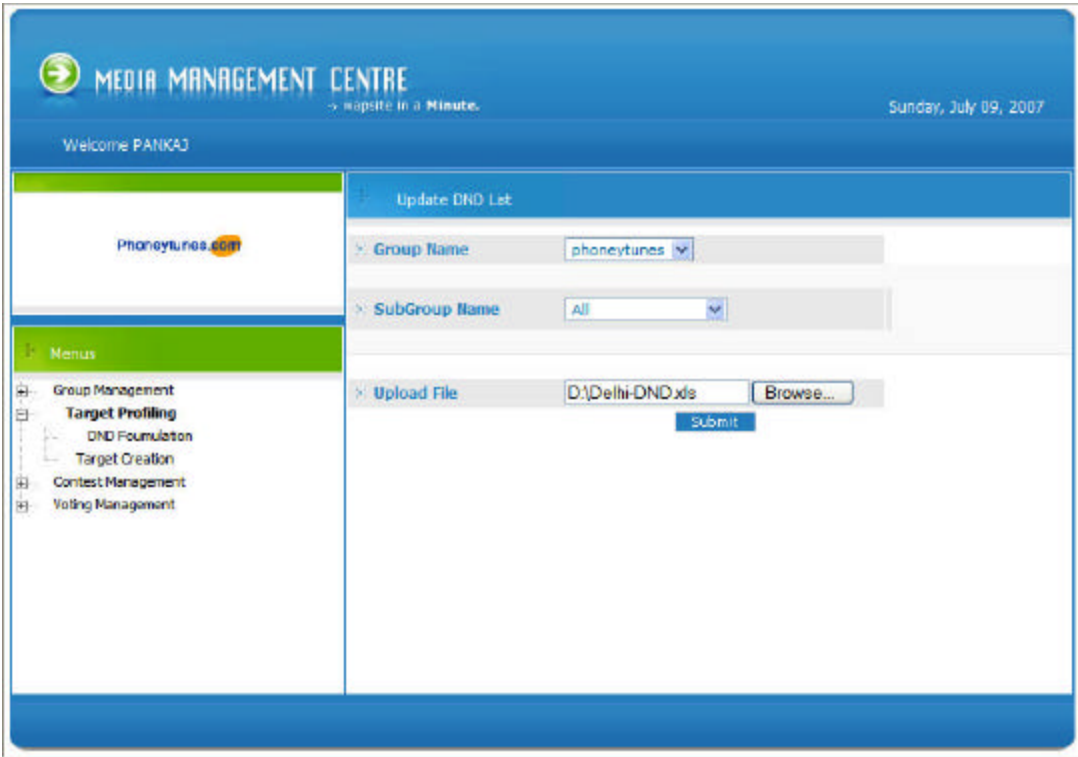 MEDIA MANAGEMENT CENTRE
wapsite in a Minute.
Sunday, July 09, 2007
Welcome PANKAJ
Phoneytunes.com
Menus
Group Management
Target Profiling
DND Foumulation
Target Creation
Contest Management
Voting Management
Update DND List
Group Name phoneytunes
SubGroup Name All
Upload File D:\Delhi-DND.xls Browse...
Submit